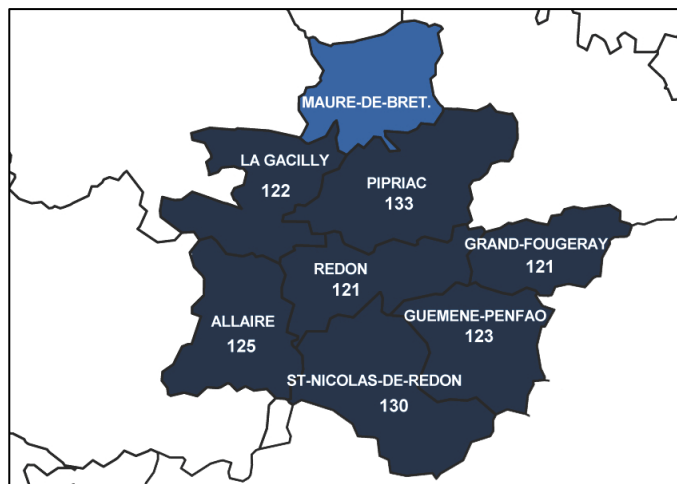 MAURE-DE-BRET.
LA GACILLY
122
PIPRIAC
133
GRAND-FOUGERAY
121
REDON
121
GUEMENE-PENFAO
123
ALLAIRE
125
ST-NICOLAS-DE-REDON
130